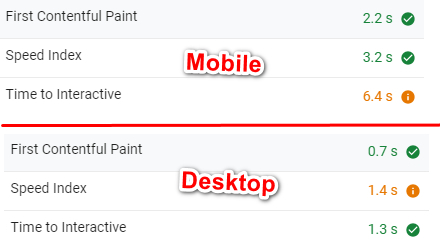 First Contentful Paint 2.2 s
Speed Index 3.2 s
Mobile
Time to Interactive 6.4 s
First Contentful Paint 0.7 s
Desktop
Speed Index 1.4 s
Time to Interactive 1.3 s